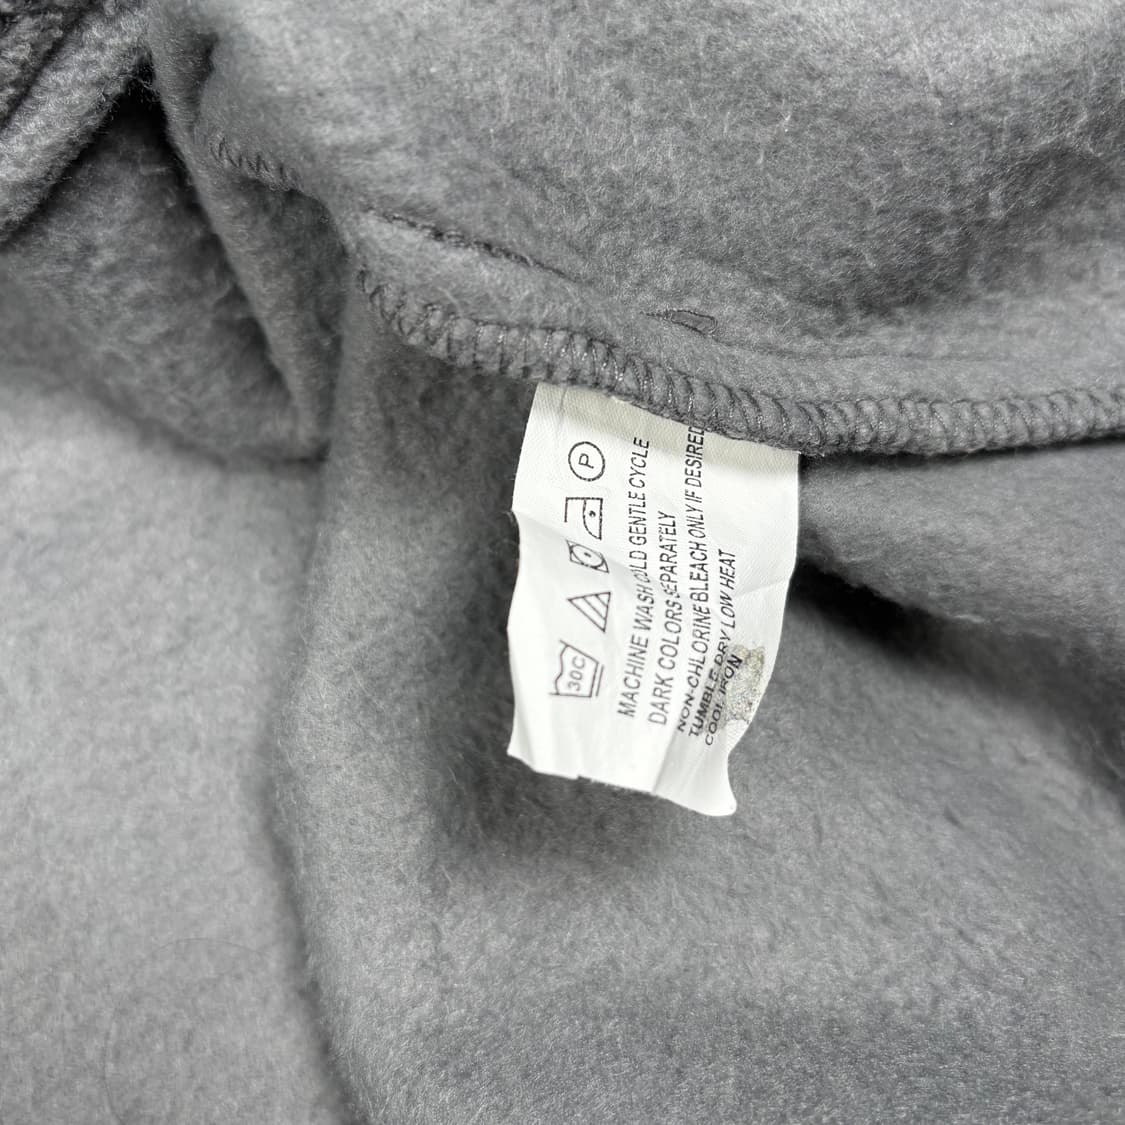 P
30C
MACHINE WASH COLD GENTLE CYCLE
DARK COLORS SEPARATELY
NON-CHLORINE BLEACH ONLY IF DESIRED
TUMBLE DRY LOW HEAT
COOL IRON